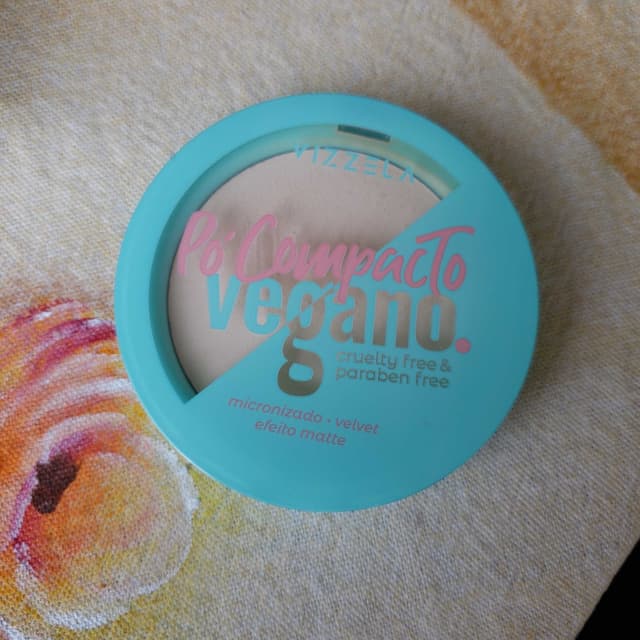 VIZZELA
Pó Compacto
vegano.
cruelty free &
paraben free
micronizado • velvet
efeito matte